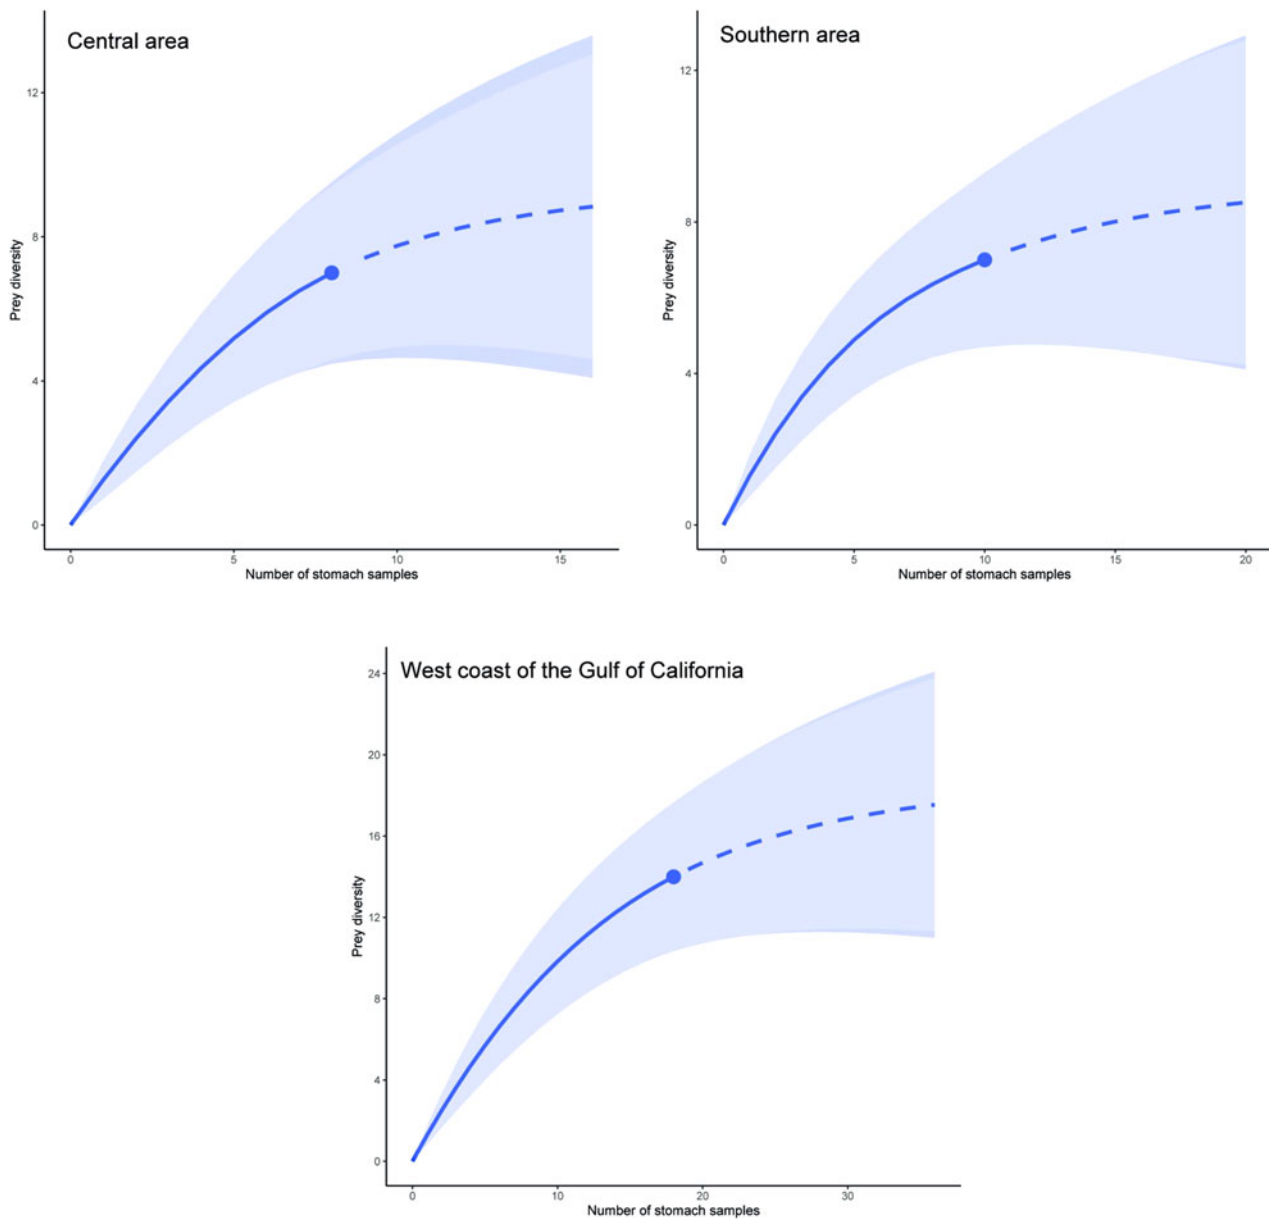 Central area
12
8
4
0
Prey diversity
0 5 10 15
Number of stomach samples
Southern area
12
8
4
0
Prey diversity
0 5 10 15 20
Number of stomach samples
West coast of the Gulf of California
24
20
16
12
8
4
0
Prey diversity
0 10 20 30
Number of stomach samples